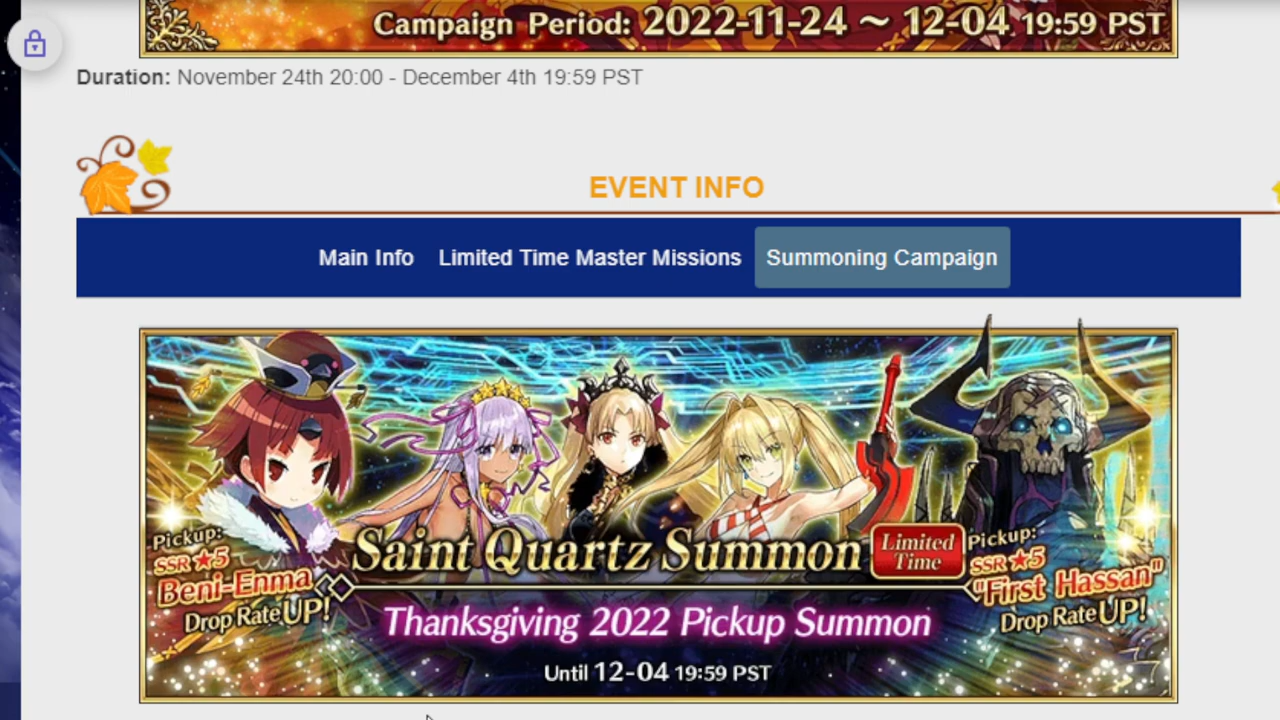 Campaign Period: 2022-11-24 ~ 12-04 19:59 PST
Duration: November 24th 20:00 - December 4th 19:59 PST
EVENT INFO
Main Info Limited Time Master Missions Summoning Campaign
Pickup:
SSR ★5
Beni-Enma
Drop Rate UP!
Saint Quartz Summon
Limited
Time
Thanksgiving 2022 Pickup Summon
Until 12-04 19:59 PST
Pickup:
SSR ★5
"First Hassan"
Drop Rate UP!